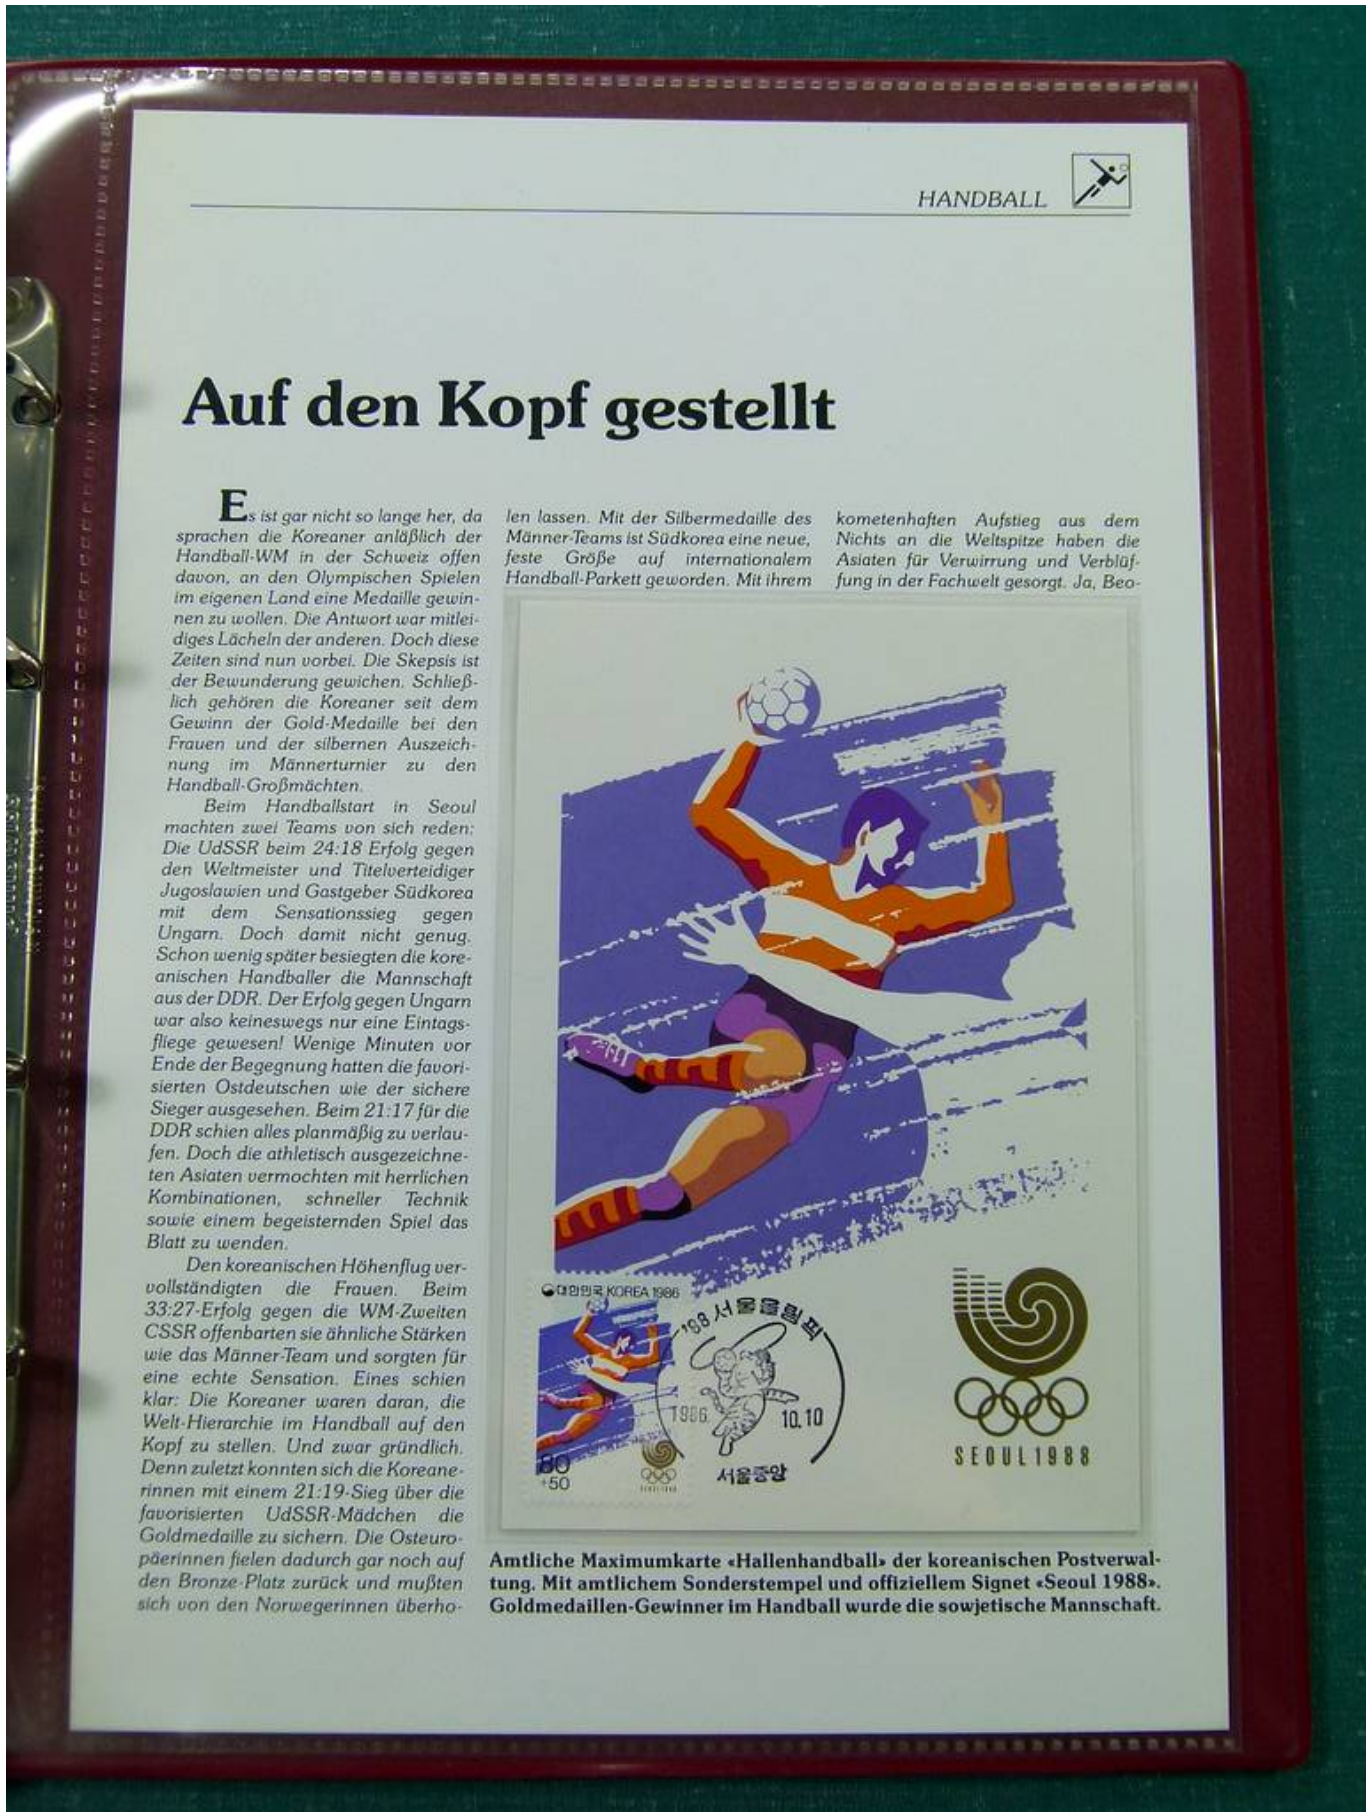 HANDBALL
Auf den Kopf gestellt
Es ist gar nicht so lange her, da
sprachen die Koreaner anläßlich der
Handball-WM in der Schweiz offen
davon, an den Olympischen Spielen
im eigenen Land eine Medaille gewin-
nen zu wollen. Die Antwort war mitlei-
diges Lächeln der anderen. Doch diese
Zeiten sind nun vorbei. Die Skepsis ist
der Bewunderung gewichen. Schließ-
lich gehören die Koreaner seit dem
Gewinn der Gold-Medaille bei den
Frauen und der silbernen Auszeich-
nung im Männerturnier zu den
Handball-Großmächten.
Beim Handballstart in Seoul
machten zwei Teams von sich reden:
Die UdSSR beim 24:18 Erfolg gegen
den Weltmeister und Titelverteidiger
Jugoslawien und Gastgeber Südkorea
mit dem Sensationssieg gegen
Ungarn. Doch damit nicht genug.
Schon wenig später besiegten die kore-
anischen Handballer die Mannschaft
aus der DDR. Der Erfolg gegen Ungarn
war also keineswegs nur eine Eintags-
fliege gewesen! Wenige Minuten vor
Ende der Begegnung hatten die favori-
sierten Ostdeutschen wie der sichere
Sieger ausgesehen. Beim 21:17 für die
DDR schien alles planmäßig zu verlau-
fen. Doch die athletisch ausgezeichne-
ten Asiaten vermochten mit herrlichen
Kombinationen, schneller Technik
sowie einem begeisternden Spiel das
Blatt zu wenden.
Den koreanischen Höhenflug ver-
vollständigten die Frauen. Beim
33:27-Erfolg gegen die WM-Zweiten
CSSR offenbarten sie ähnliche Stärken
wie das Männer-Team und sorgten für
eine echte Sensation. Eines schien
klar: Die Koreaner waren daran, die
Welt-Hierarchie im Handball auf den
Kopf zu stellen. Und zwar gründlich.
Denn zuletzt konnten sich die Koreane-
rinnen mit einem 21:19-Sieg über die
favorisierten UdSSR-Mädchen die
Goldmedaille zu sichern. Die Osteuro-
päerinnen fielen dadurch gar noch auf
den Bronze-Platz zurück und mußten
sich von den Norwegerinnen überho-
len lassen. Mit der Silbermedaille des
Männer-Teams ist Südkorea eine neue,
feste Größe auf internationalem
Handball-Parkett geworden. Mit ihrem
kometenhaften Aufstieg aus dem
Nichts an die Weltspitze haben die
Asiaten für Verwirrung und Verblüf-
fung in der Fachwelt gesorgt. Ja, Beo-
대한민국 KOREA 1986
80
+50
'88 서울올림픽
1986 10.10
서울중앙
SEOUL 1988
Amtliche Maximumkarte «Hallenhandball» der koreanischen Postverwal-
tung. Mit amtlichem Sonderstempel und offiziellem Signet «Seoul 1988».
Goldmedaillen-Gewinner im Handball wurde die sowjetische Mannschaft.